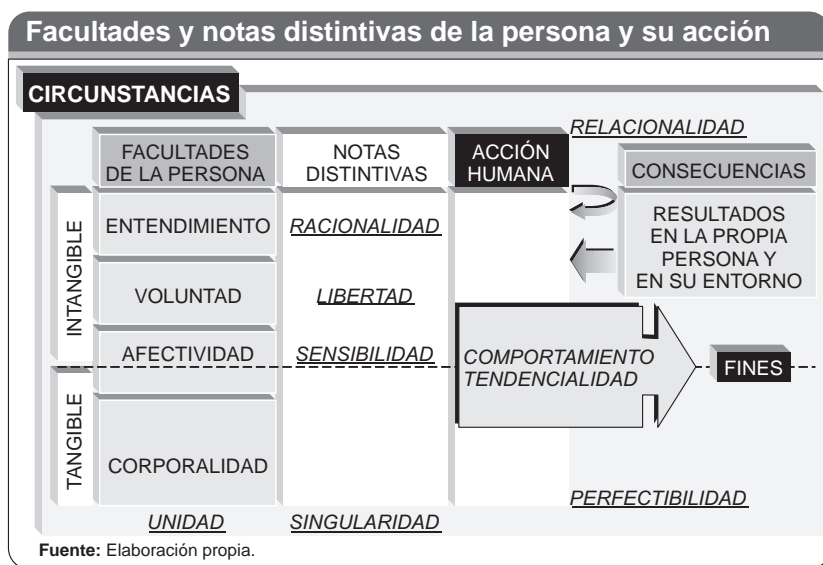 Facultades y notas distintivas de la persona y su acción
CIRCUNSTANCIAS
RELACIONALIDAD
FACULTADES
DE LA PERSONA
NOTAS
DISTINTIVAS
ACCIÓN
HUMANA
CONSECUENCIAS
INTANGIBLE
ENTENDIMIENTO
RACIONALIDAD
RESULTADOS
EN LA PROPIA
PERSONA Y
EN SU ENTORNO
VOLUNTAD
LIBERTAD
AFECTIVIDAD
SENSIBILIDAD
COMPORTAMIENTO
TENDENCIALIDAD
FINES
TANGIBLE
CORPORALIDAD
PERFECTIBILIDAD
UNIDAD
SINGULARIDAD
Fuente: Elaboración propia.